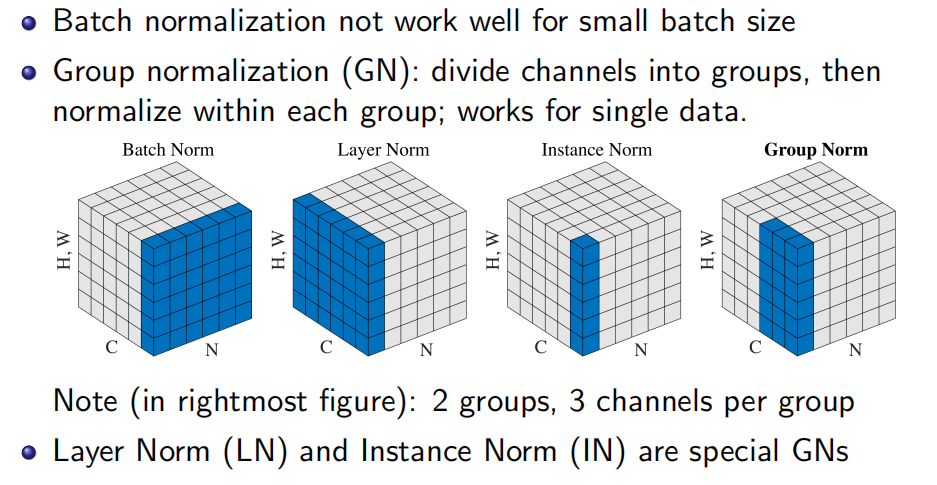 Batch normalization not work well for small batch size
Group normalization (GN): divide channels into groups, then
normalize within each group; works for single data.
Batch Norm
Layer Norm
Instance Norm
Group Norm
H, W
C
N
H, W
C
N
H, W
C
N
H, W
C
N
Note (in rightmost figure): 2 groups, 3 channels per group
Layer Norm (LN) and Instance Norm (IN) are special GNs